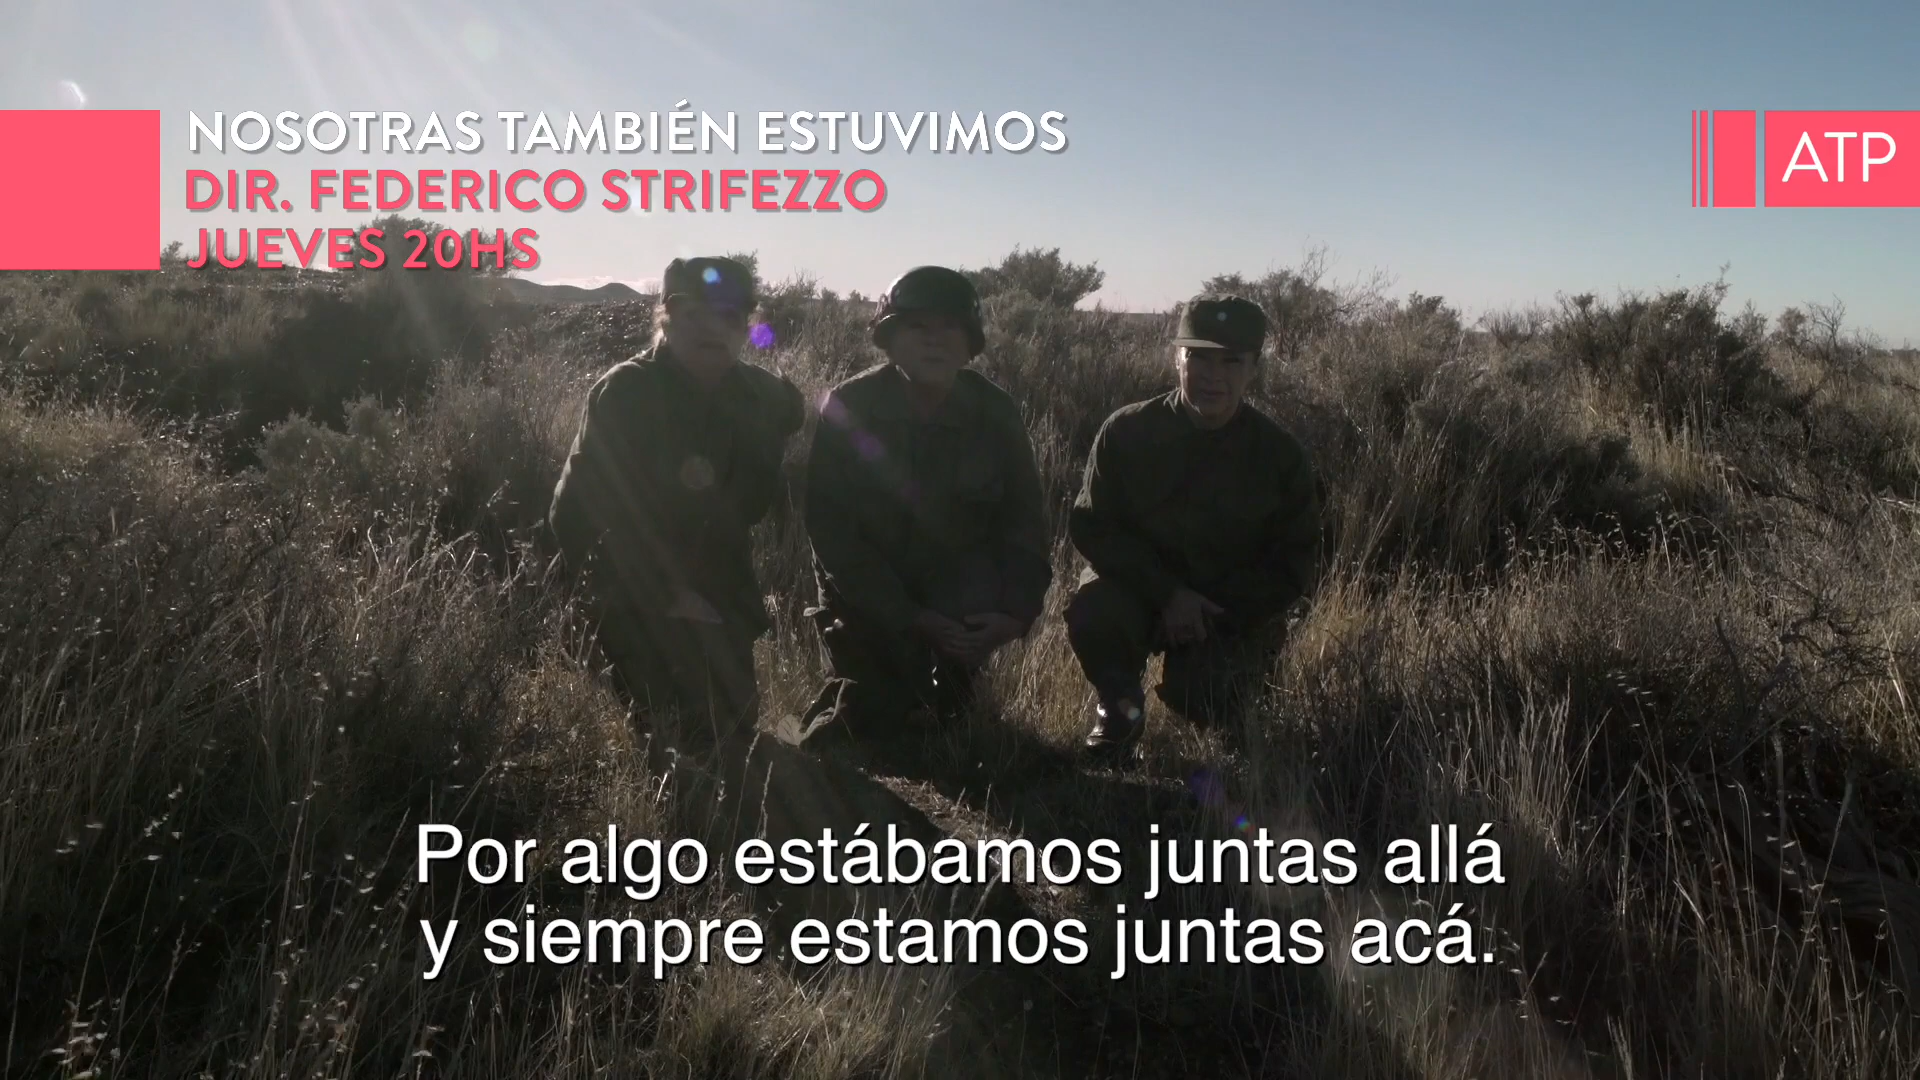 NOSOTRAS TAMBIÉN ESTUVIMOS
DIR. FEDERICO STRIFEZZO
JUEVES 20HS
ATP
Por algo estábamos juntas allá
y siempre estamos juntas acá.